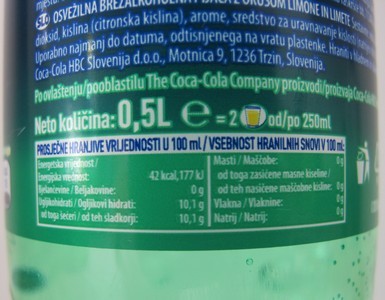 SLO OSVEŽILNA BREZALKOHOLNA PIJAČA Z OKUSOM LIMONE IN LIMETE
dioksid, kislina (citronska kislina), arome, sredstvo za uravnavanje kislosti
Uporabno najmanj do datuma, odtisnjenega na vratu plastenke. Hraniti v
Coca-Cola HBC Slovenija d.o.o., Motnica 9, 1236 Trzin, Slovenija.
Po ovlaštenju/pooblastilu The Coca-Cola Company proizvodi/proizvaja Coca-
Neto količina: 0,5L e = 2 od/po 250ml
PROSJEČNE HRANJIVE VRIJEDNOSTI U 100 ml / VSEBNOST HRANILNIH SNOVI V 100 ml:
Energetska vrijednost /
Energijska vrednost: 42 kcal,177 kJ
Bjelančevine / Beljakovine: 0 g
Ugljikohidrati / Ogljikovi hidrati: 10,1 g
od toga šećeri / od teh sladkorji: 10,1 g
Masti / Maščobe: 0 g
od toga zasićene masne kiseline /
od teh nasičene maščobne kisline: 0 g
Vlakna / Vlaknine: 0 g
Natrij / Natrij: 0 g